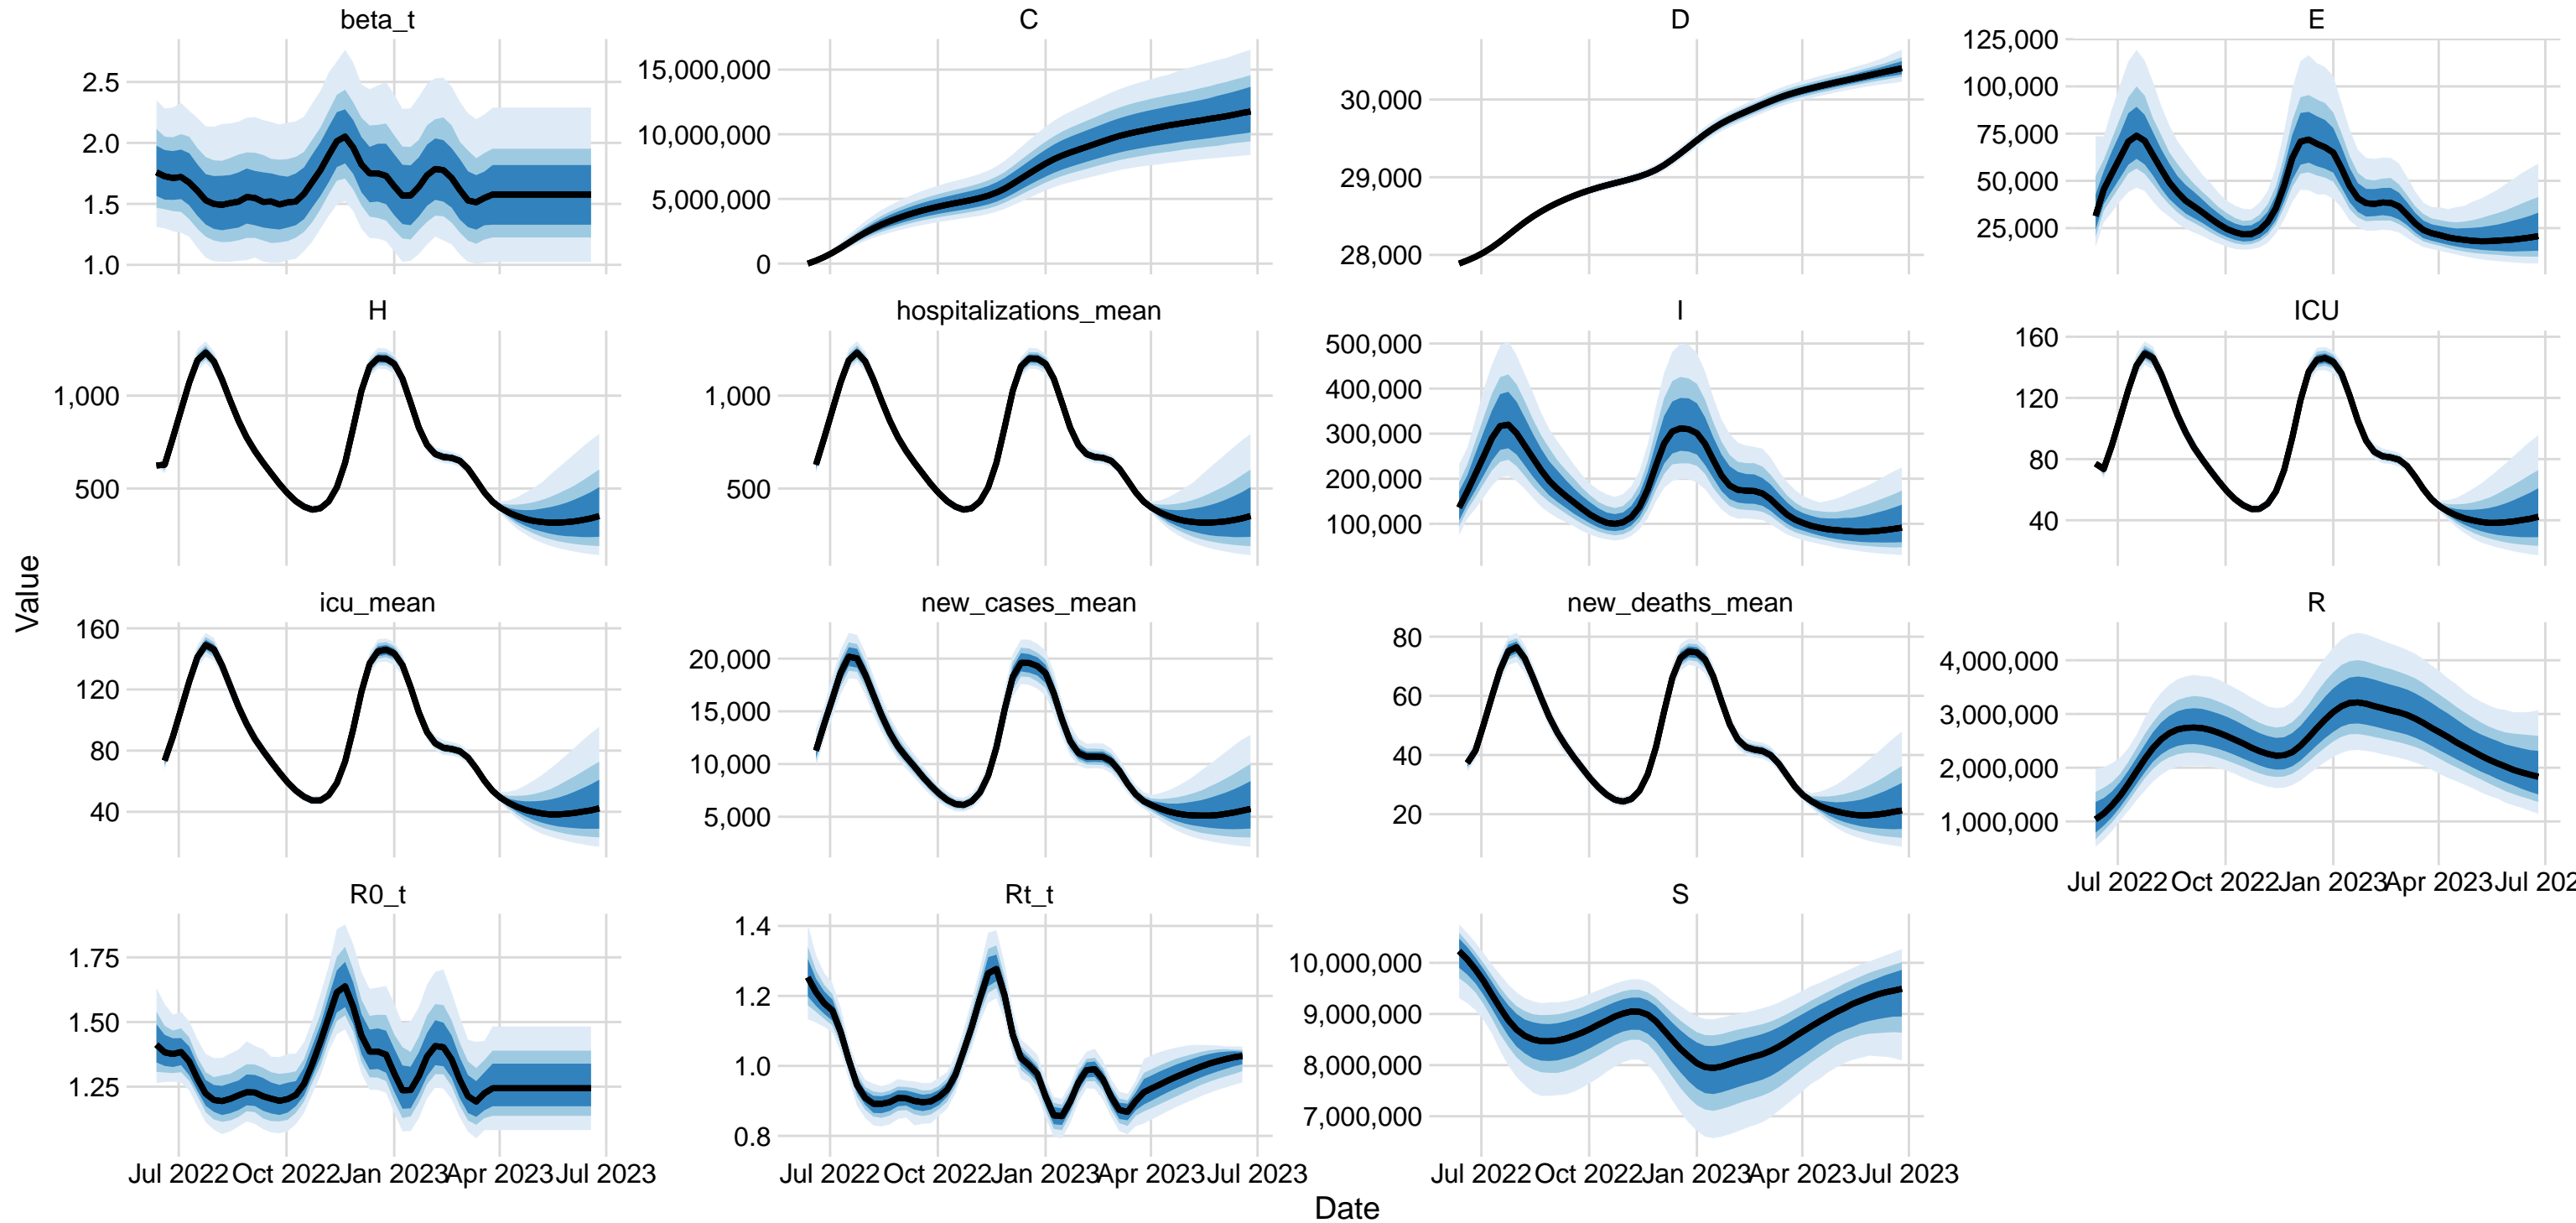 beta_t
C
D
E
2.5
2.0
1.5
1.0
15,000,000
10,000,000
5,000,000
0
30,000
29,000
28,000
125,000
100,000
75,000
50,000
25,000
H
hospitalizations_mean
I
ICU
1,000
500
1,000
500
500,000
400,000
300,000
200,000
100,000
160
120
80
40
Value
icu_mean
new_cases_mean
new_deaths_mean
R
160
120
80
40
20,000
15,000
10,000
5,000
80
60
40
20
4,000,000
3,000,000
2,000,000
1,000,000
Jul 2022 Oct 2022 Jan 2023 Apr 2023 Jul 202
R0_t
Rt_t
S
1.75
1.50
1.25
1.4
1.2
1.0
0.8
10,000,000
9,000,000
8,000,000
7,000,000
Jul 2022 Oct 2022 Jan 2023 Apr 2023 Jul 2023
Jul 2022 Oct 2022 Jan 2023 Apr 2023 Jul 2023
Jul 2022 Oct 2022 Jan 2023 Apr 2023 Jul 2023
Date